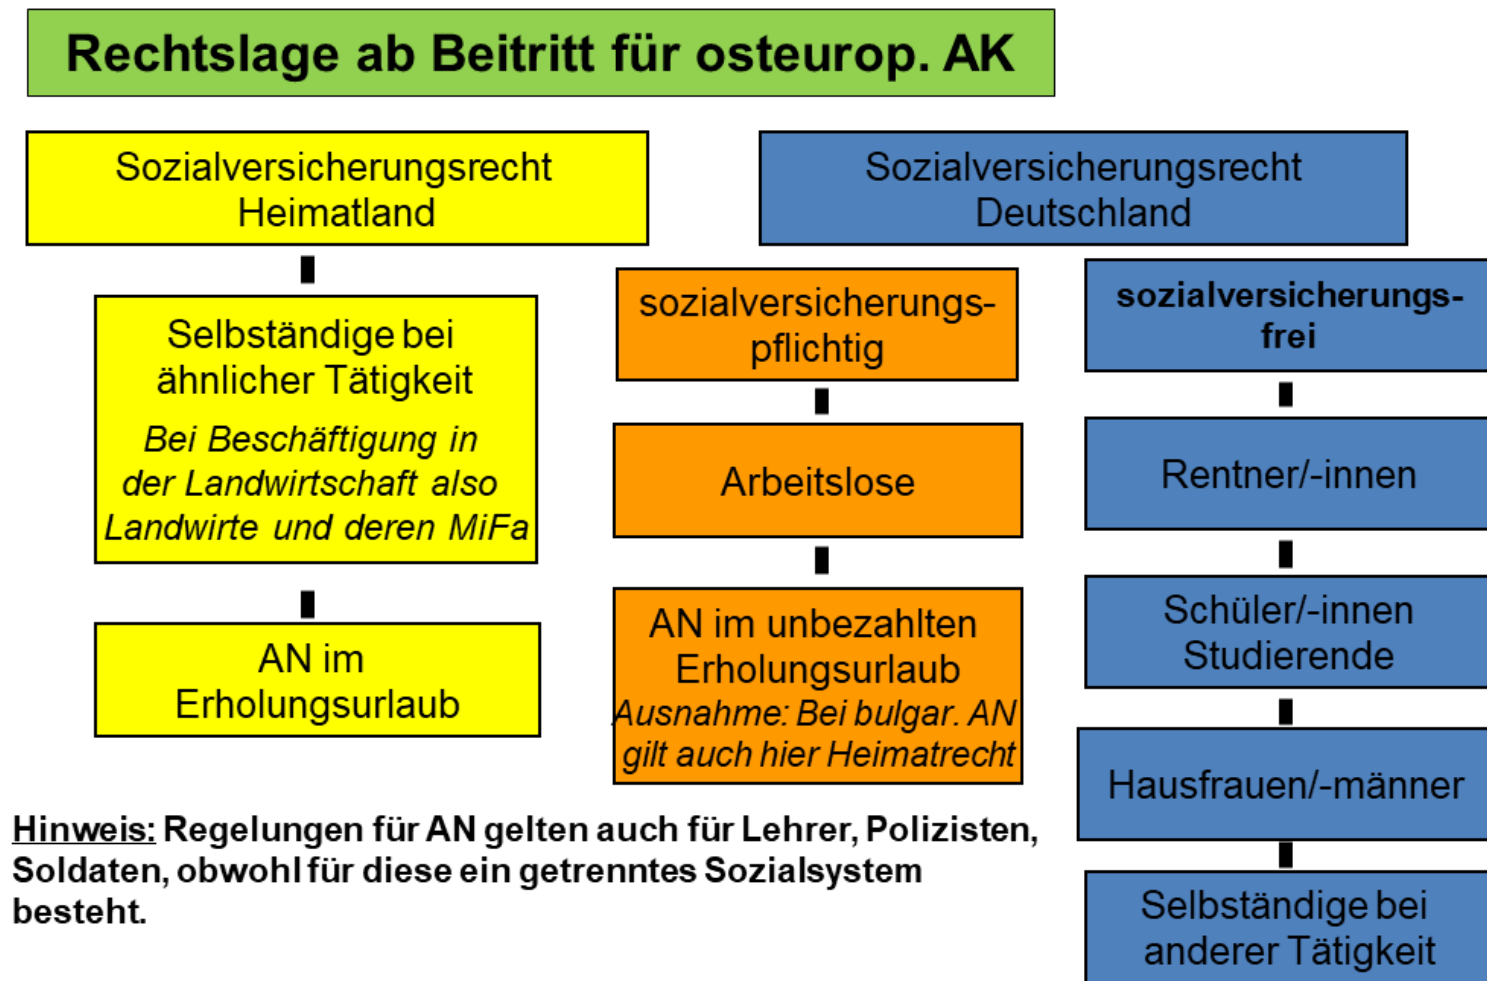 Rechtslage ab Beitritt für osteurop. AK
Sozialversicherungsrecht
Heimatland
Selbständige bei
ähnlicher Tätigkeit
Bei Beschäftigung in
der Landwirtschaft also
Landwirte und deren MiFa
AN im
Erholungsurlaub
Sozialversicherungsrecht
Deutschland
sozialversicherungs-
pflichtig
Arbeitslose
AN im unbezahlten
Erholungsurlaub
Ausnahme: Bei bulgar. AN
gilt auch hier Heimatrecht
sozialversicherungs-
frei
Rentner/-innen
Schüler/-innen
Studierende
Hausfrauen/-männer
Selbständige bei
anderer Tätigkeit
Hinweis: Regelungen für AN gelten auch für Lehrer, Polizisten,
Soldaten, obwohl für diese ein getrenntes Sozialsystem
besteht.